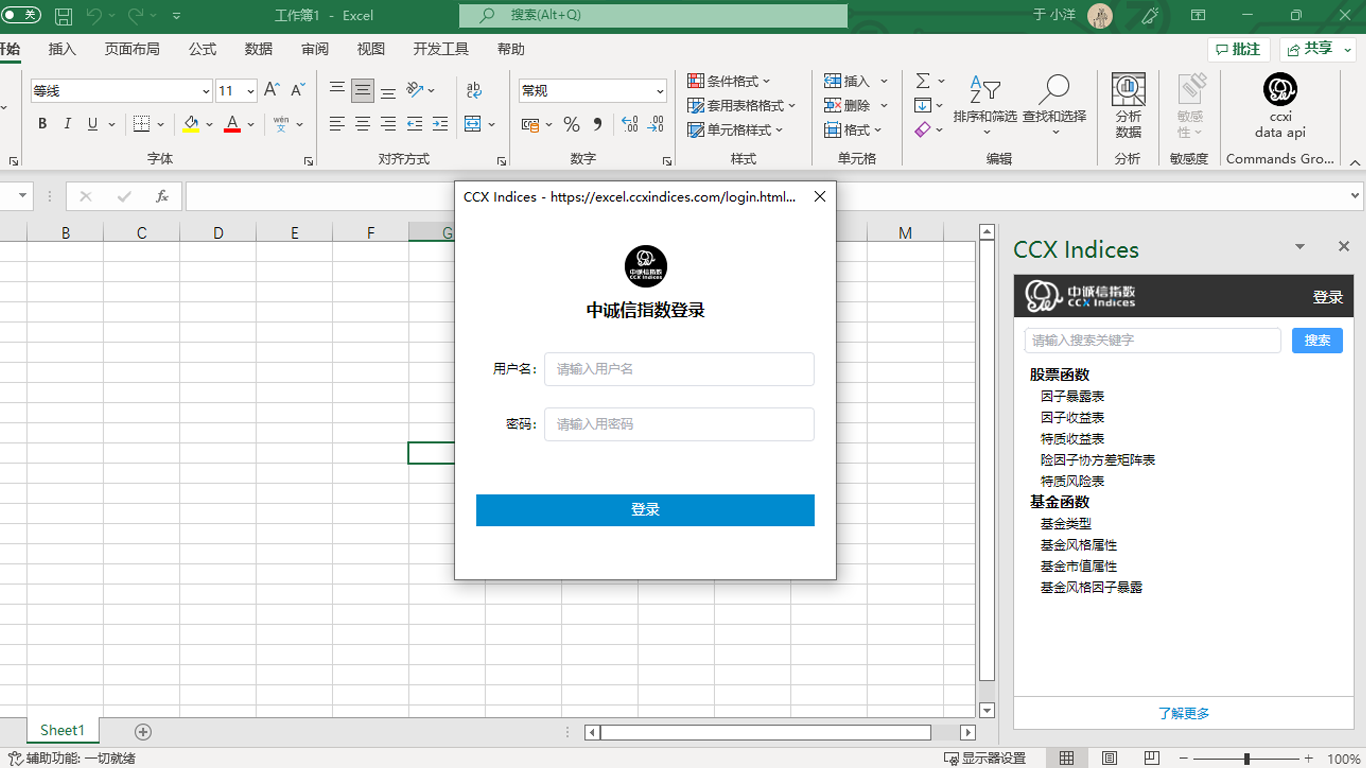 关
工作簿1 - Excel
搜索(Alt+Q)
于 小洋
开始
插入
页面布局
公式
数据
审阅
视图
开发工具
帮助
批注
共享
等线
11
A
A
ab
常规
条件格式
插入
B I U
A
wén
文
% 
套用表格格式
删除
单元格样式
格式
排序和筛选
查找和选择
分析
数据
敏感
性
ccxi
data api
字体
对齐方式
数字
样式
单元格
编辑
分析
敏感度
Commands Gro...
fx
B C D E F G M
CCX Indices - https://excel.ccxindices.com/login.html...
中诚信指数
CCX Indices
中诚信指数登录
用户名:
请输入用户名
密码:
请输入用密码
登录
CCX Indices
中诚信指数
CCX Indices
登录
请输入搜索关键字
搜索
股票函数
因子暴露表
因子收益表
特质收益表
险因子协方差矩阵表
特质风险表
基金函数
基金类型
基金风格属性
基金市值属性
基金风格因子暴露
了解更多
Sheet1
辅助功能: 一切就绪
显示器设置
100%